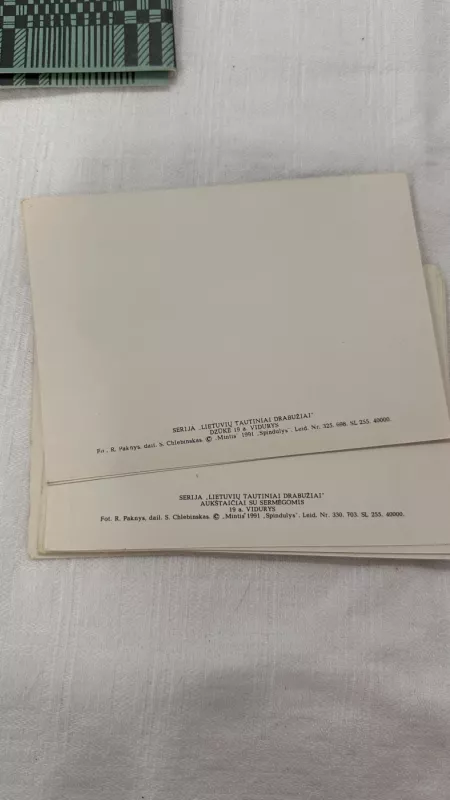 SERIJA „LIETUVIŲ TAUTINIAI DRABUŽIAI"
DZŪKĖ 19 a. VIDURYS
Fo., R. Paknys, dail. S. Chlebinskas. © „Mintis" 1991 „Spindulys". Leid. Nr. 325. 698. SL 255. 40000.
SERIJA „LIETUVIŲ TAUTINIAI DRABUŽIAI"
AUKŠTAIČIAI SU SERMĖGOMIS
19 a. VIDURYS
Fot. R. Paknys, dail. S. Chlebinskas. © „Mintis" 1991 „Spindulys". Leid. Nr. 330. 703. SL 255. 40000.